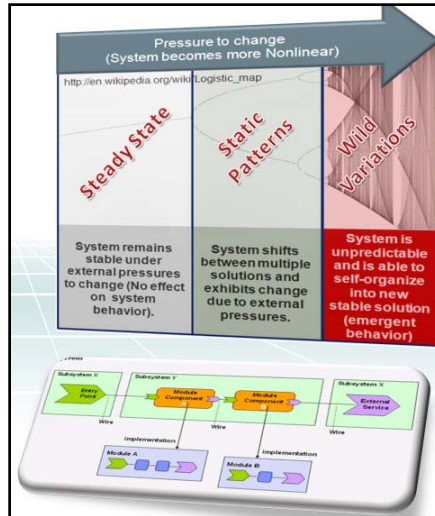 Pressure to change
(System becomes more Nonlinear)
http://en.wikipedia.org/wiki/Logistic_map
Steady State
Static
Patterns
Wild
Variations
System remains
stable under
external pressures
to change (No effect
on system
behavior).
System shifts
between multiple
solutions and
exhibits change
due to external
pressures.
System is
unpredictable
and is able to
self-organize
into new
stable solution
(emergent
behavior)
Subsystem X
Subsystem Y
Subsystem X
Entry
Point
Module
Component
Module
Component
External
Service
Wire
Wire
Wire
implementation
implementation
Module A
Module B